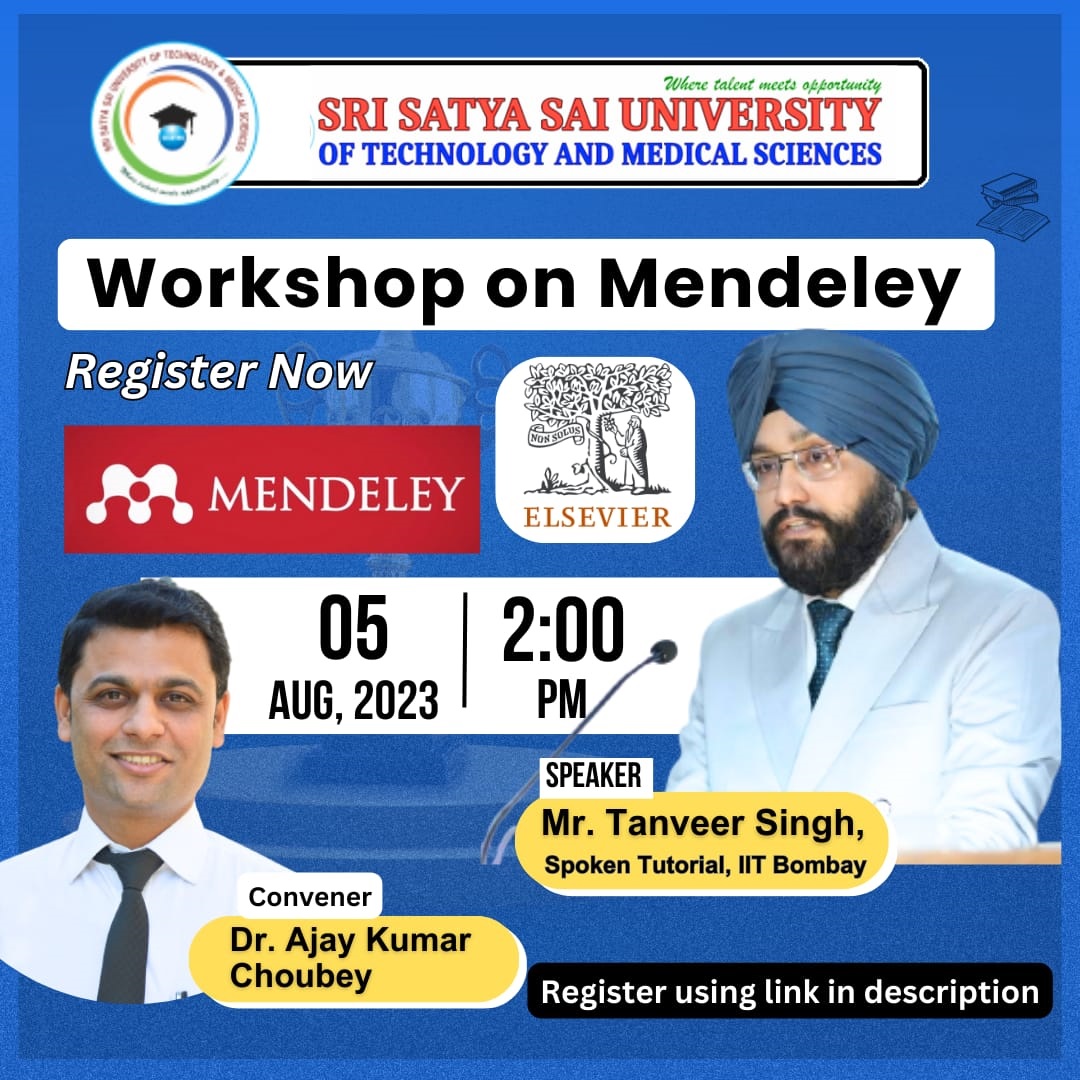 SRI SATYA SAI UNIVERSITY OF TECHNOLOGY & MEDICAL SCIENCES
Where talent meets opportunity
SRI SATYA SAI UNIVERSITY
OF TECHNOLOGY AND MEDICAL SCIENCES
Workshop on Mendeley
Register Now
MENDELEY
NON SOLUS
ELSEVIER
05
AUG, 2023
2:00
PM
SPEAKER
Mr. Tanveer Singh,
Spoken Tutorial, IIT Bombay
Convener
Dr. Ajay Kumar
Choubey
Register using link in description